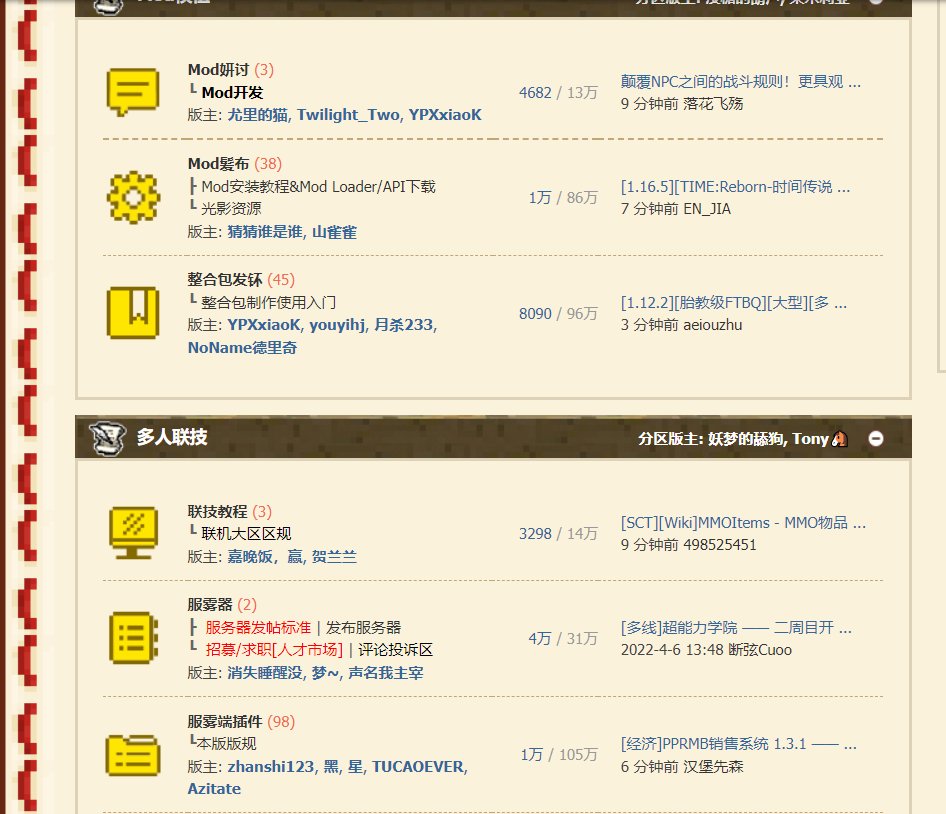 Mod研讨 (3)
┗ Mod开发
版主: 尤里的猫, Twilight_Two, YPXxiaoK
4682 / 13万
颠覆NPC之间的战斗规则！更具观 ...
9 分钟前 落花飞殇
Mod髪布 (38)
┣ Mod安装教程&Mod Loader/API下载
┗ 光影资源
版主: 猜猜谁是谁, 山雀雀
1万 / 86万
[1.16.5][TIME:Reborn-时间传说 ...
7 分钟前 EN_JIA
整合包发钚 (45)
┗ 整合包制作使用入门
版主: YPXxiaoK, youyihj, 月杀233,
NoName德里奇
8090 / 96万
[1.12.2][胎教级FTBQ][大型][多 ...
3 分钟前 aeiouzhu
多人联技
分区版主: 妖梦的舔狗, Tony
联技教程 (3)
┗ 联机大区区规
版主: 嘉晚饭，嬴, 贺兰兰
3298 / 14万
[SCT][Wiki]MMOItems - MMO物品 ...
9 分钟前 498525451
服雾器 (2)
┣ 服务器发帖标准 | 发布服务器
┗ 招募/求职[人才市场] | 评论投诉区
版主: 消失睡醒没, 梦~, 声名我主宰
4万 / 31万
[多线]超能力学院 —— 二周目开 ...
2022-4-6 13:48 断弦Cuoo
服雾端插件 (98)
┗本版版规
版主: zhanshi123, 黑, 星, TUCAOEVER,
Azitate
1万 / 105万
[经济]PPRMB销售系统 1.3.1 —— ...
6 分钟前 汉堡先森